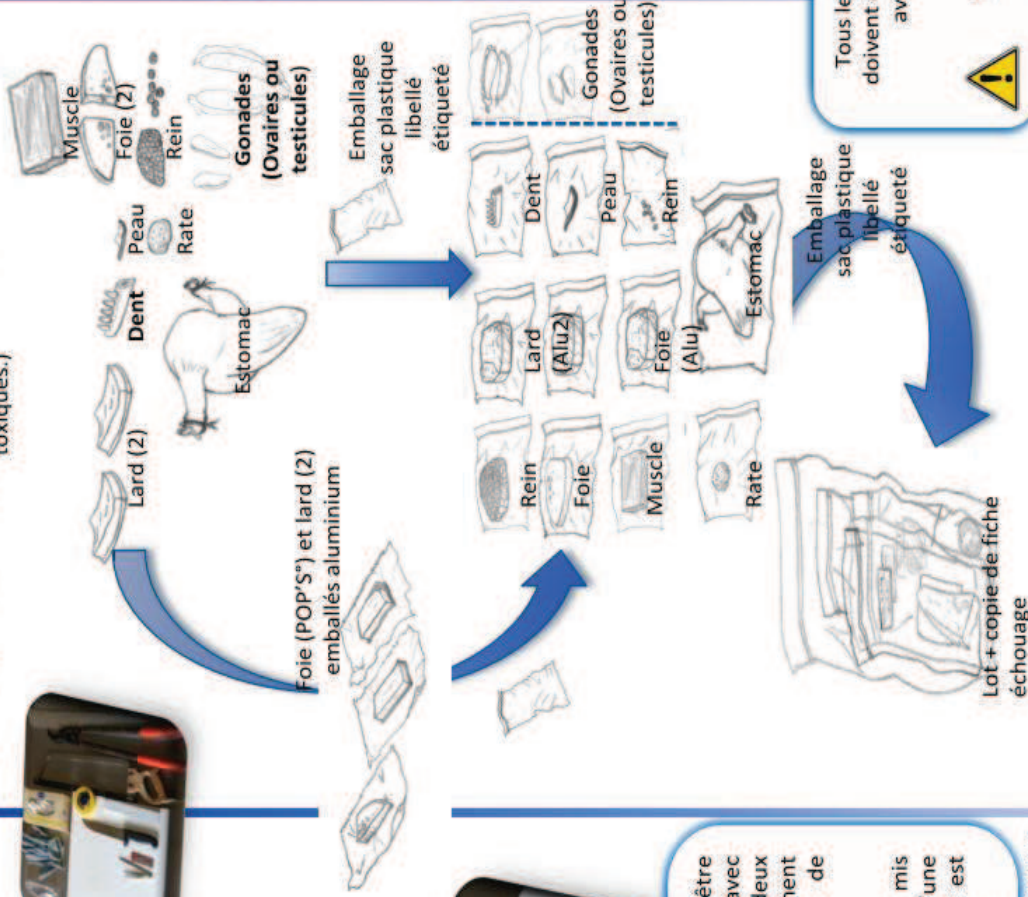 toxiques.)
Lard (2)
Dent
Peau
Rate
Muscle
Foie (2)
Rein
Gonades
(Ovaires ou
testicules)
Estomac
Foie (POP'S") et lard (2)
emballés aluminium
Emballage
sac plastique
libellé
étiqueté
Rein
Foie
Muscle
Rate
Lard
(Alu2)
Foie
(Alu)
Dent
Peau
Rein
Gonades
(Ovaires ou
testicules)
Estomac
Emballage
sac plastique
libellé
étiqueté
Lot + copie de fiche
échouage
Tous le
doivent
av
être
avec
deux
ment
de
mis
une
est